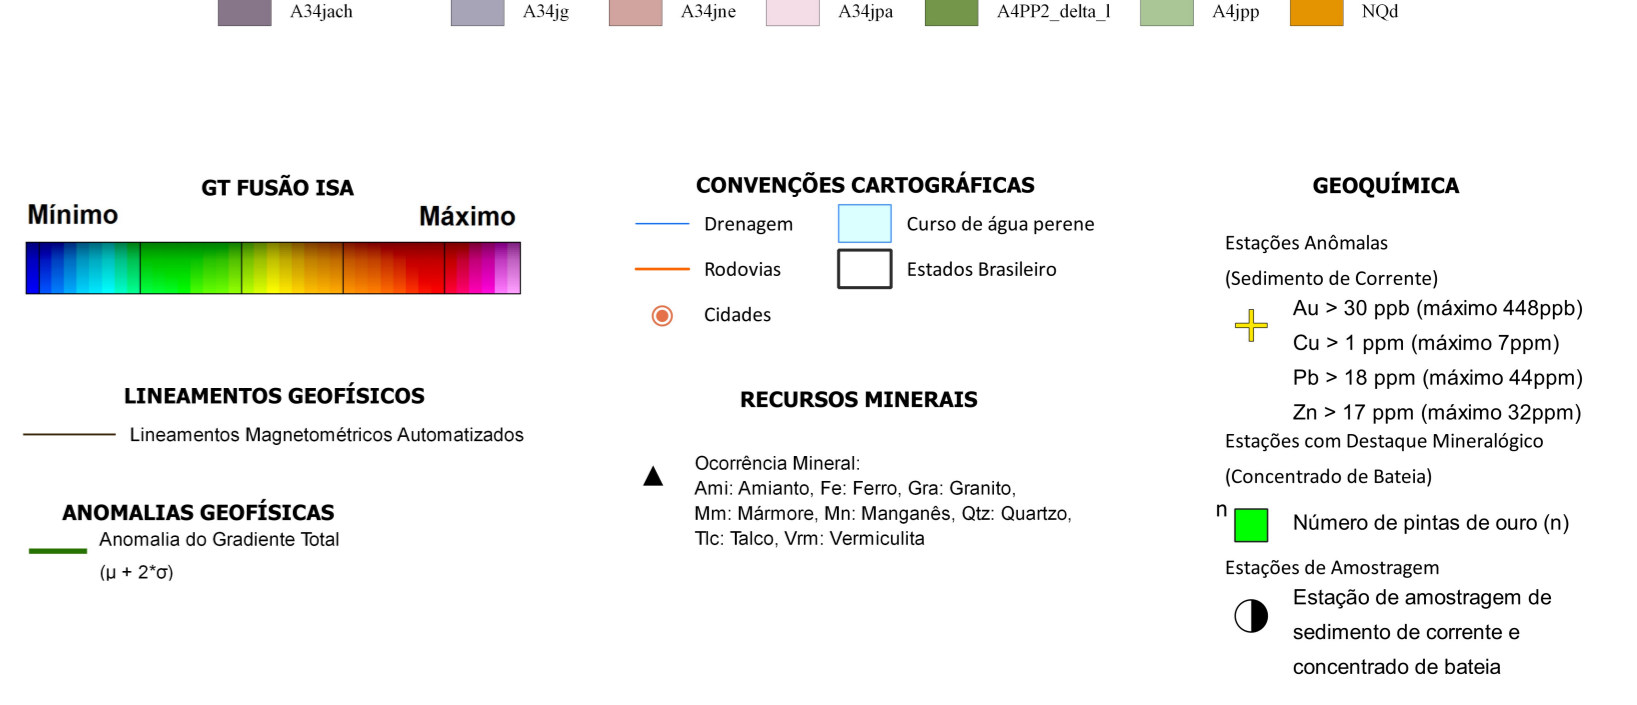 A34jach A34jg A34jne A34jpa A4PP2_delta_1 A4jpp NQd
GT FUSÃO ISA
Mínimo Máximo
LINEAMENTOS GEOFÍSICOS
Lineamentos Magnetométricos Automatizados
ANOMALIAS GEOFÍSICAS
Anomalia do Gradiente Total
(μ + 2*σ)
CONVENÇÕES CARTOGRÁFICAS
Drenagem Curso de água perene
Rodovias Estados Brasileiro
Cidades
RECURSOS MINERAIS
Ocorrência Mineral:
Ami: Amianto, Fe: Ferro, Gra: Granito,
Mm: Mármore, Mn: Manganês, Qtz: Quartzo,
Tlc: Talco, Vrm: Vermiculita
GEOQUÍMICA
Estações Anômalas
(Sedimento de Corrente)
Au > 30 ppb (máximo 448ppb)
Cu > 1 ppm (máximo 7ppm)
Pb > 18 ppm (máximo 44ppm)
Zn > 17 ppm (máximo 32ppm)
Estações com Destaque Mineralógico
(Concentrado de Bateia)
n Número de pintas de ouro (n)
Estações de Amostragem
Estação de amostragem de
sedimento de corrente e
concentrado de bateia